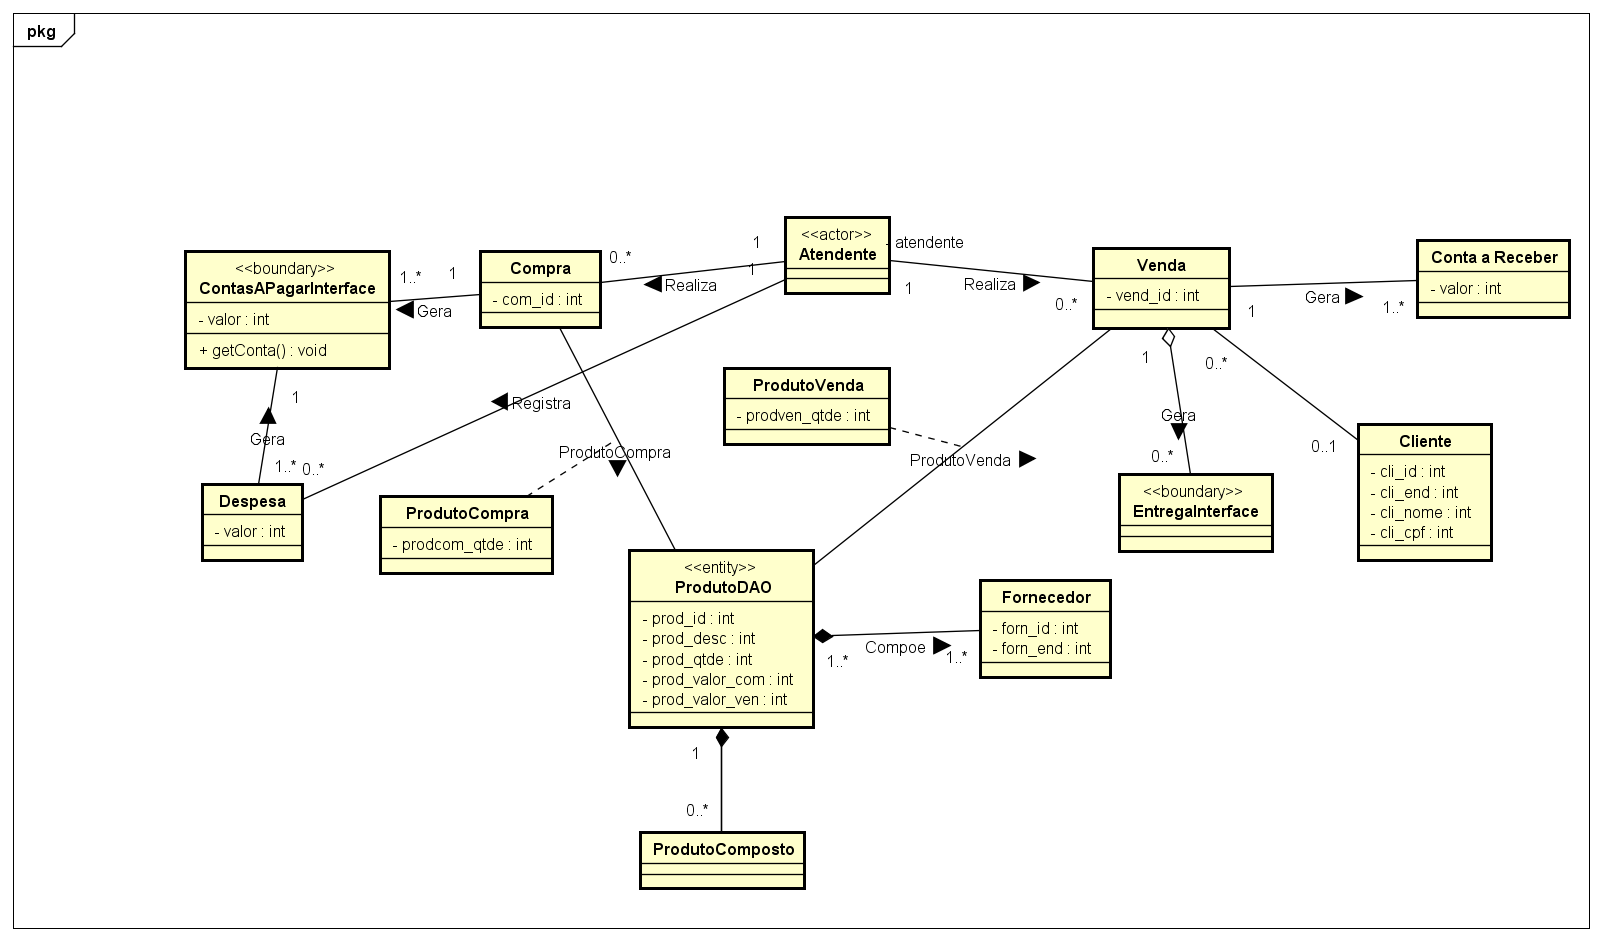 pkg
<<boundary>>
ContasAPagarInterface
- valor : int
+ getConta() : void
1..*
1
Gera
Compra
- com_id : int
0..*
1
Realiza
1
<<actor>>
Atendente
- atendente
1
Realiza
0..*
Venda
- vend_id : int
1
Gera
1..*
Conta a Receber
- valor : int
1
Gera
1..*
0..*
Registra
Despesa
- valor : int
ProdutoCompra
ProdutoCompra
- prodcom_qtde : int
ProdutoVenda
- prodven_qtde : int
ProdutoVenda
1
Gera
0..*
<<boundary>>
EntregaInterface
0..*
0..1
Cliente
- cli_id : int
- cli_end : int
- cli_nome : int
- cli_cpf : int
<<entity>>
ProdutoDAO
- prod_id : int
- prod_desc : int
- prod_qtde : int
- prod_valor_com : int
- prod_valor_ven : int
1..*
Compoe
1..*
Fornecedor
- forn_id : int
- forn_end : int
1
0..*
ProdutoComposto